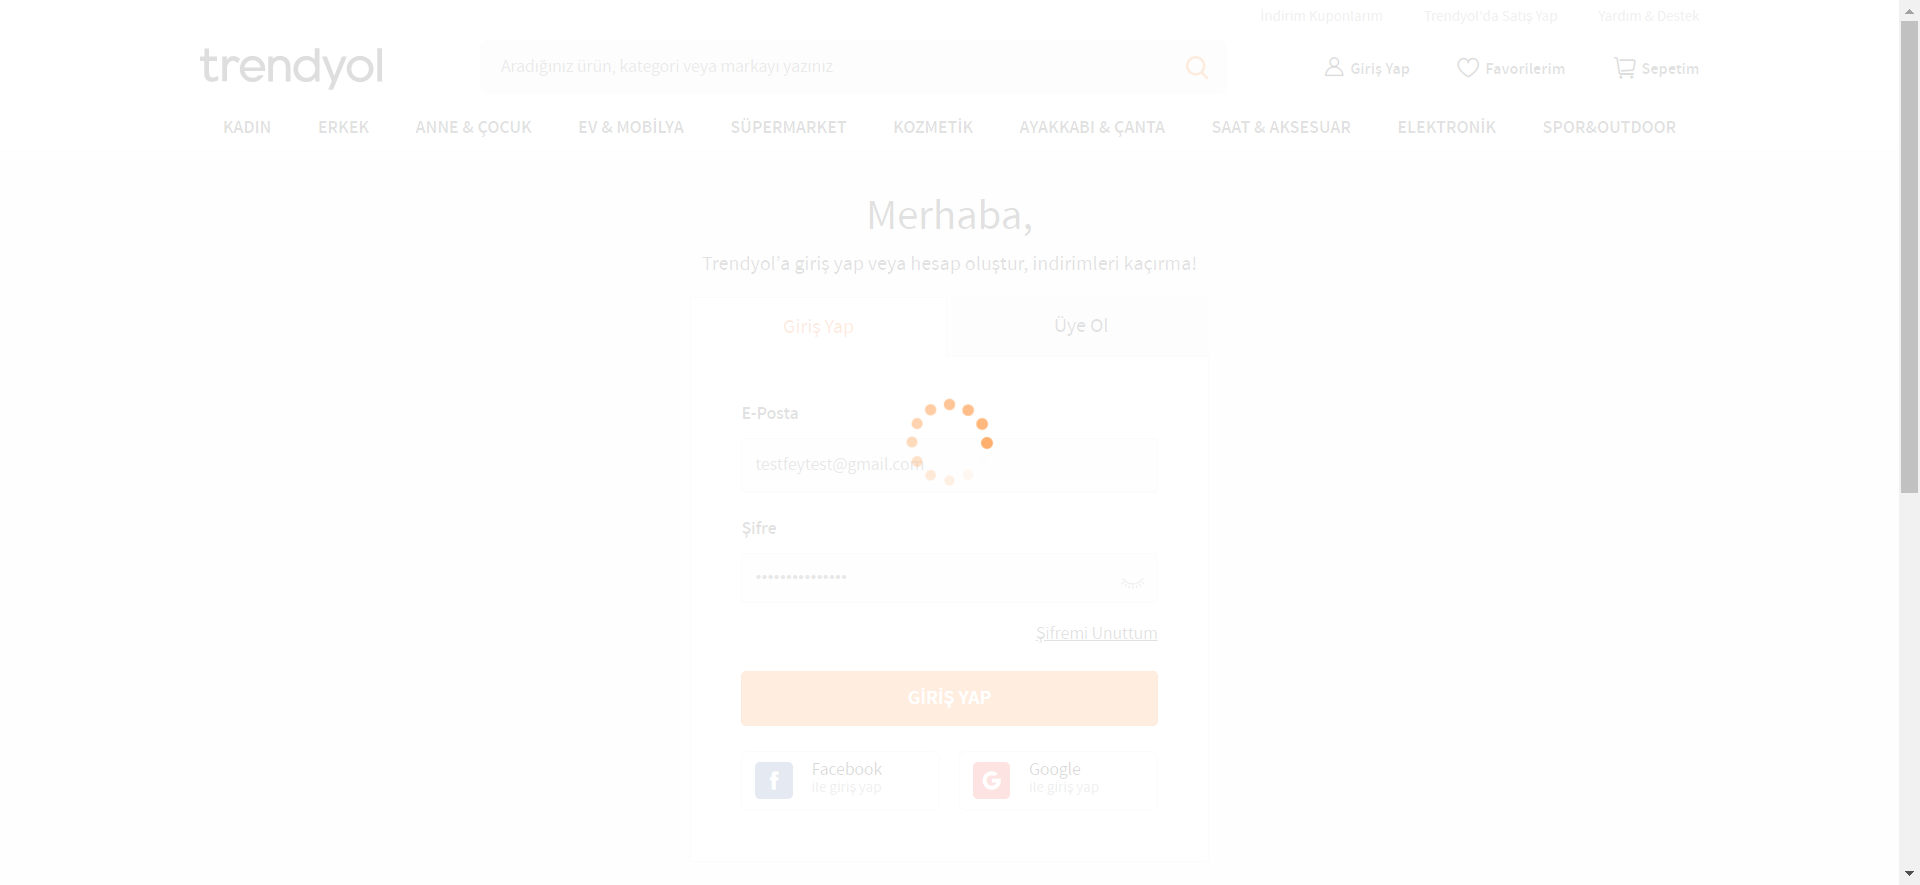 İndirim Kuponlarım Trendyol'da Satış Yap Yardım & Destek
trendyol
Aradığınız ürün, kategori veya markayı yazınız
Giriş Yap Favorilerim Sepetim
KADIN ERKEK ANNE & ÇOCUK EV & MOBİLYA SÜPERMARKET KOZMETİK AYAKKABI & ÇANTA SAAT & AKSESUAR ELEKTRONİK SPOR&OUTDOOR
Merhaba,
Trendyol'a giriş yap veya hesap oluştur, indirimleri kaçırma!
Giriş Yap Üye Ol
E-Posta
testfeytest@gmail.com
Şifre
Şifremi Unuttum
GİRİŞ YAP
Facebook
ile giriş yap
Google
ile giriş yap